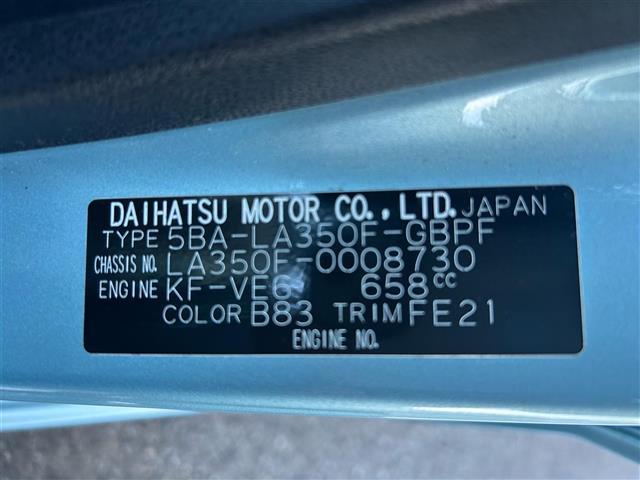 DAIHATSU MOTOR CO., LTD. JAPAN
TYPE 5BA-LA350F-GBPF
CHASSIS NO. LA350F-0008730
ENGINE KF-VE6 658cc
COLOR B83 TRIM FE21
ENGINE NO.